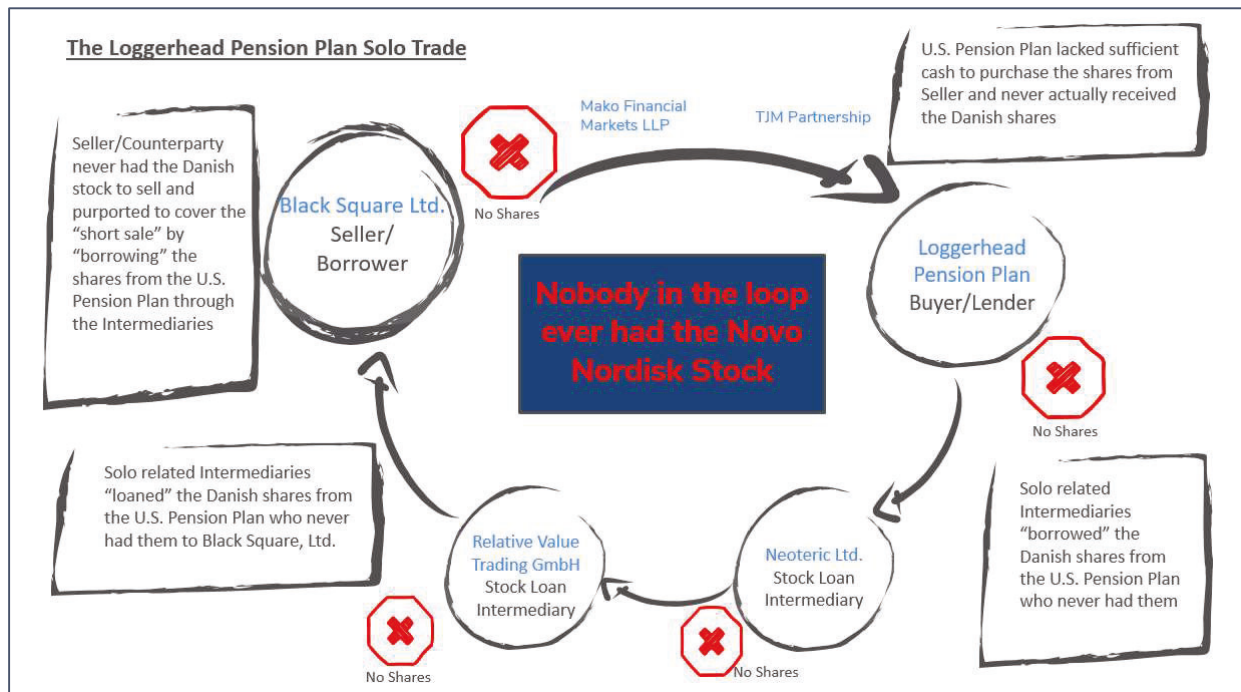 The Loggerhead Pension Plan Solo Trade
U.S. Pension Plan lacked sufficient
cash to purchase the shares from
Seller and never actually received
the Danish shares
Mako Financial
Markets LLP
TJM Partnership
Seller/Counterparty
never had the Danish
stock to sell and
purported to cover the
“short sale” by
“borrowing” the
shares from the U.S.
Pension Plan through
the Intermediaries
Black Square Ltd.
Seller/
Borrower
No Shares
Loggerhead
Pension Plan
Buyer/Lender
Nobody in the loop
ever had the Novo
Nordisk Stock
No Shares
Solo related Intermediaries
“loaned” the Danish shares from
the U.S. Pension Plan who never
had them to Black Square, Ltd.
Relative Value
Trading GmbH
Stock Loan
Intermediary
Neoteric Ltd.
Stock Loan
Intermediary
Solo related
Intermediaries
“borrowed” the
Danish shares from
the U.S. Pension Plan
who never had them
No Shares
No Shares